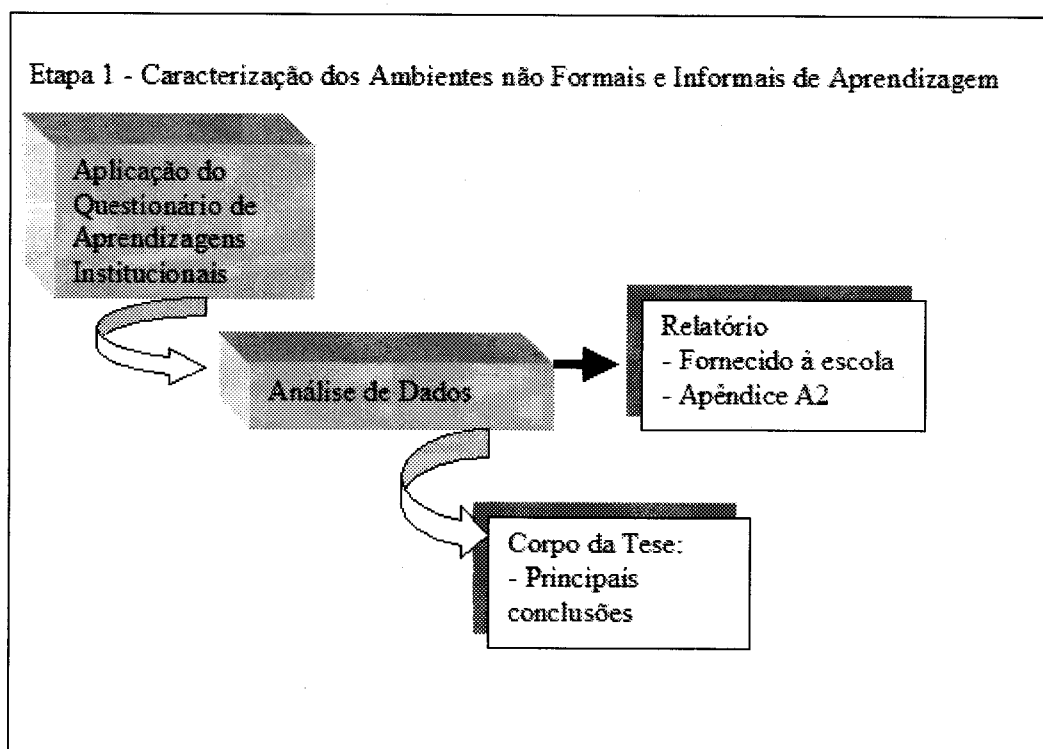 Etapa 1 - Caracterização dos Ambientes não Formais e Informais de Aprendizagem
Aplicação do
Questionário de
Aprendizagens
Institucionais
Análise de Dados
Relatório
- Fornecido à escola
- Apêndice A2
Corpo da Tese:
- Principais
conclusões